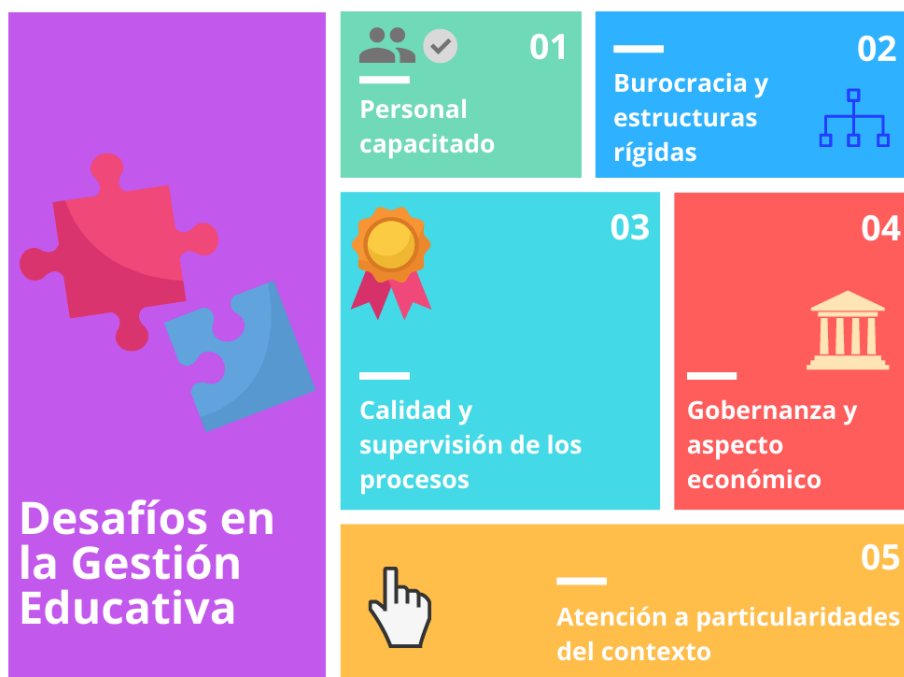 Desafíos en
la Gestión
Educativa
01
Personal
capacitado
02
Burocracia y
estructuras
rígidas
03
Calidad y
supervisión de los
procesos
04
Gobernanza y
aspecto
económico
05
Atención a particularidades
del contexto